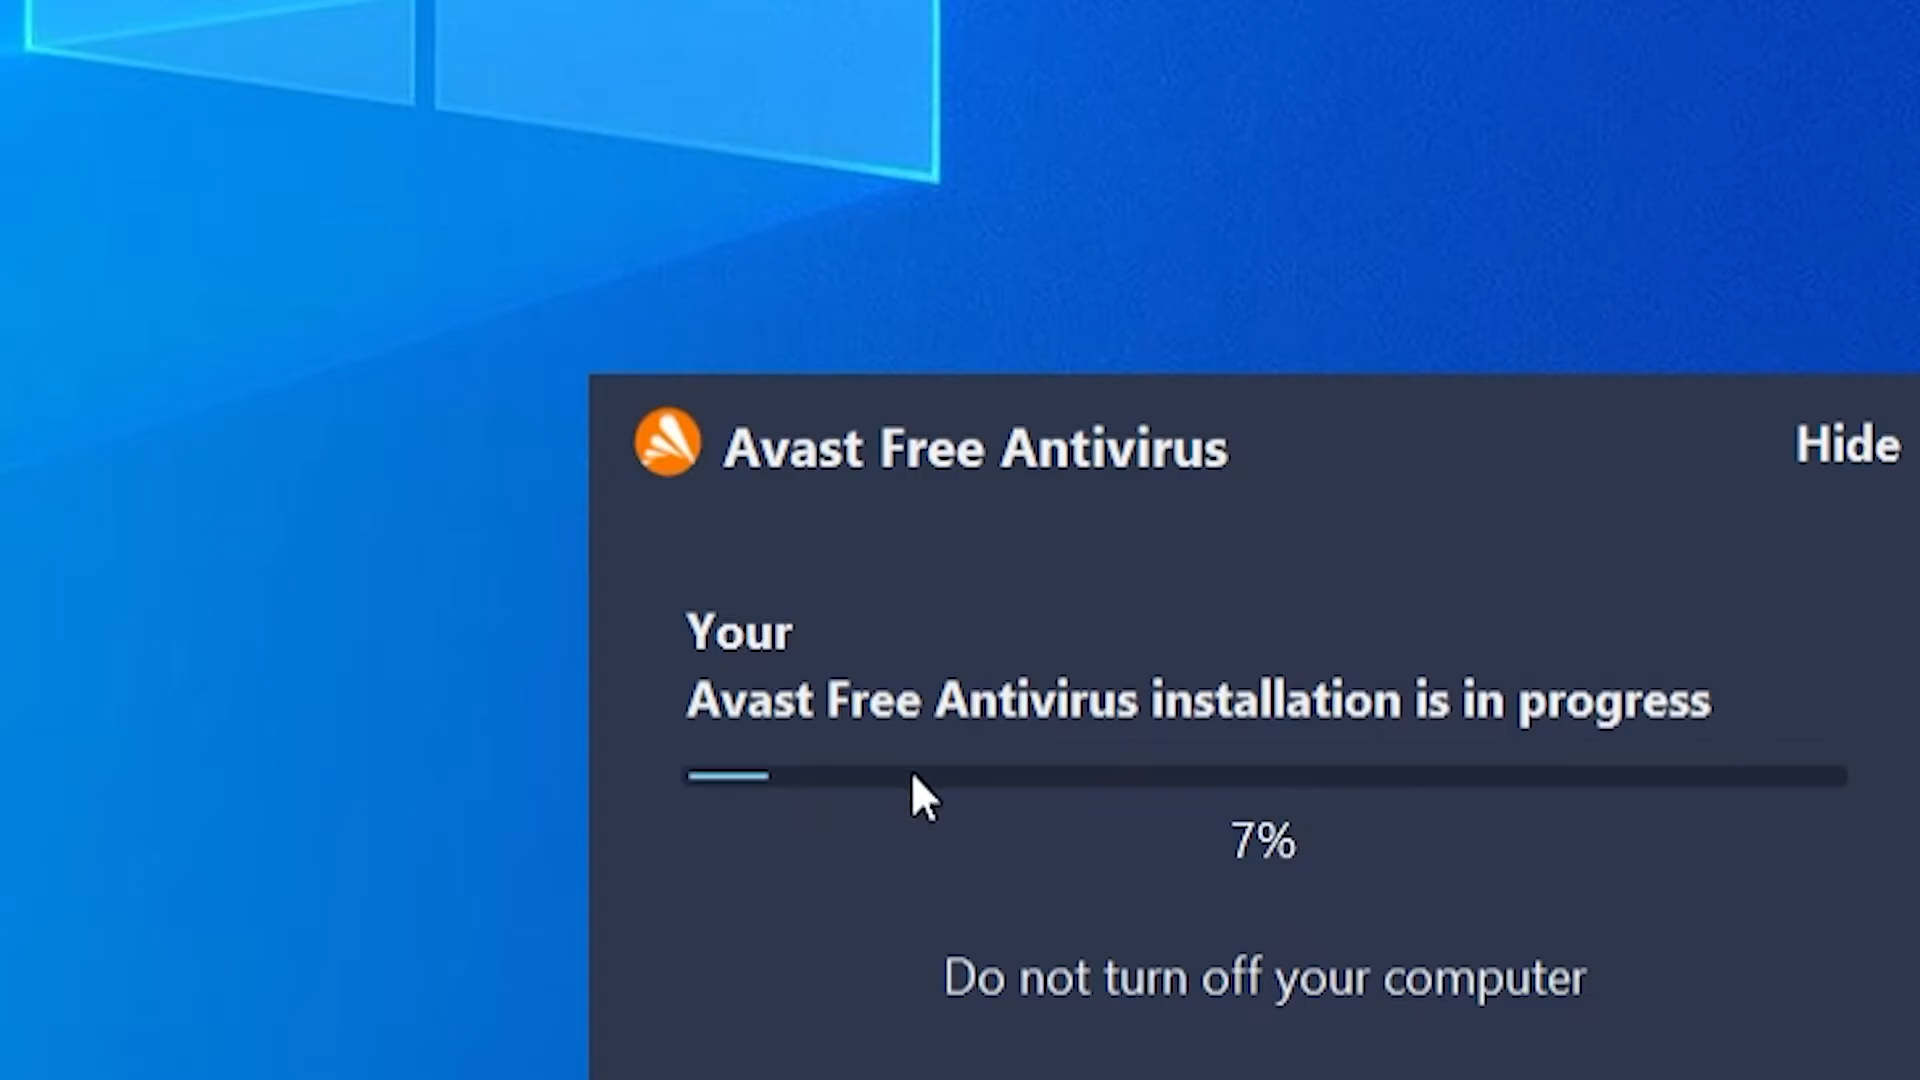 Avast Free Antivirus
Hide
Your
Avast Free Antivirus installation is in progress
7%
Do not turn off your computer